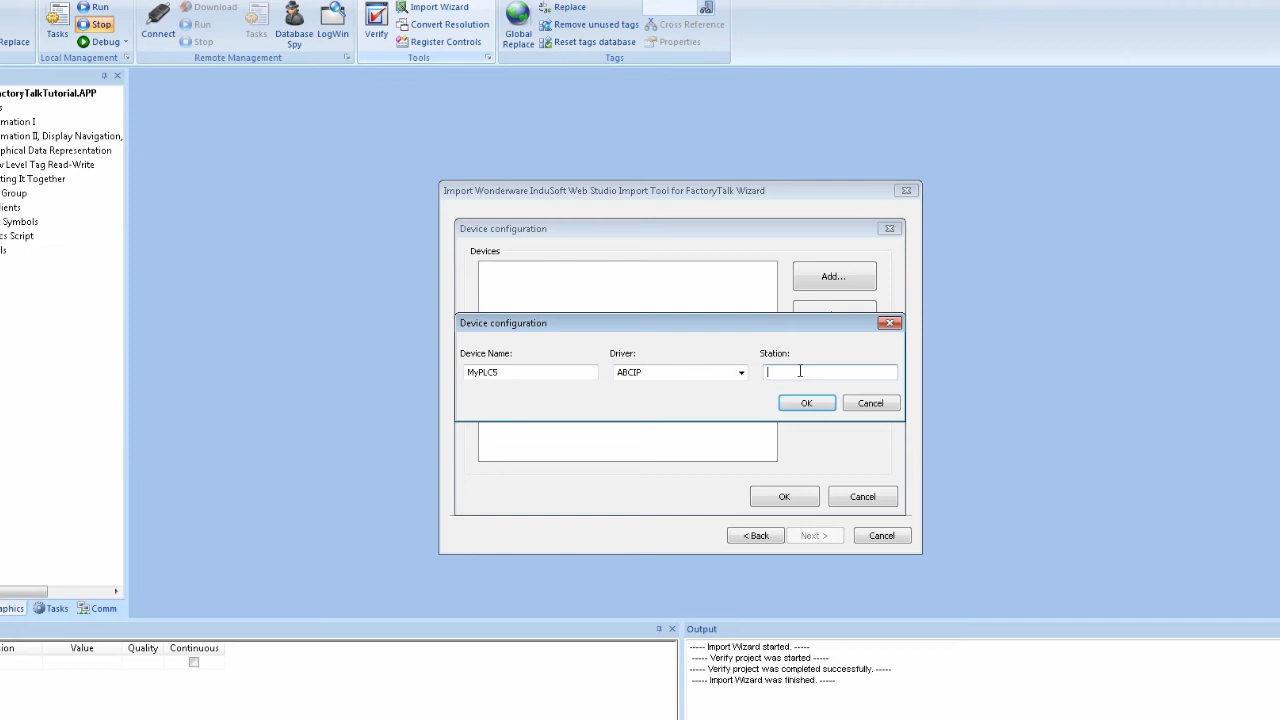 Run
Download
Import Wizard
Replace
Stop
Run
Convert Resolution
Remove unused tags
Cross Reference
Replace
Tasks
Debug
Connect
Stop
Tasks
Database
Spy
LogWin
Verify
Register Controls
Global
Replace
Reset tags database
Properties
Local Management
Remote Management
Tools
Tags
actoryTalkTutorial.APP
s
mation I
mation II, Display Navigation,
phical Data Representation
w Level Tag Read-Write
ting It Together
Group
lients
t Symbols
cs Script
ls
Import Wonderware InduSoft Web Studio Import Tool for FactoryTalk Wizard
Device configuration
Devices
Add...
Device configuration
Device Name:
Driver:
Station:
MyPLC5
ABCIP
OK
Cancel
OK
Cancel
< Back
Next >
Cancel
aphics
Tasks
Comm
Output
sion
Value
Quality
Continuous
----- Import Wizard started. -----
----- Verify project was started -----
----- Verify project was completed successfully. -----
----- Import Wizard was finished. -----